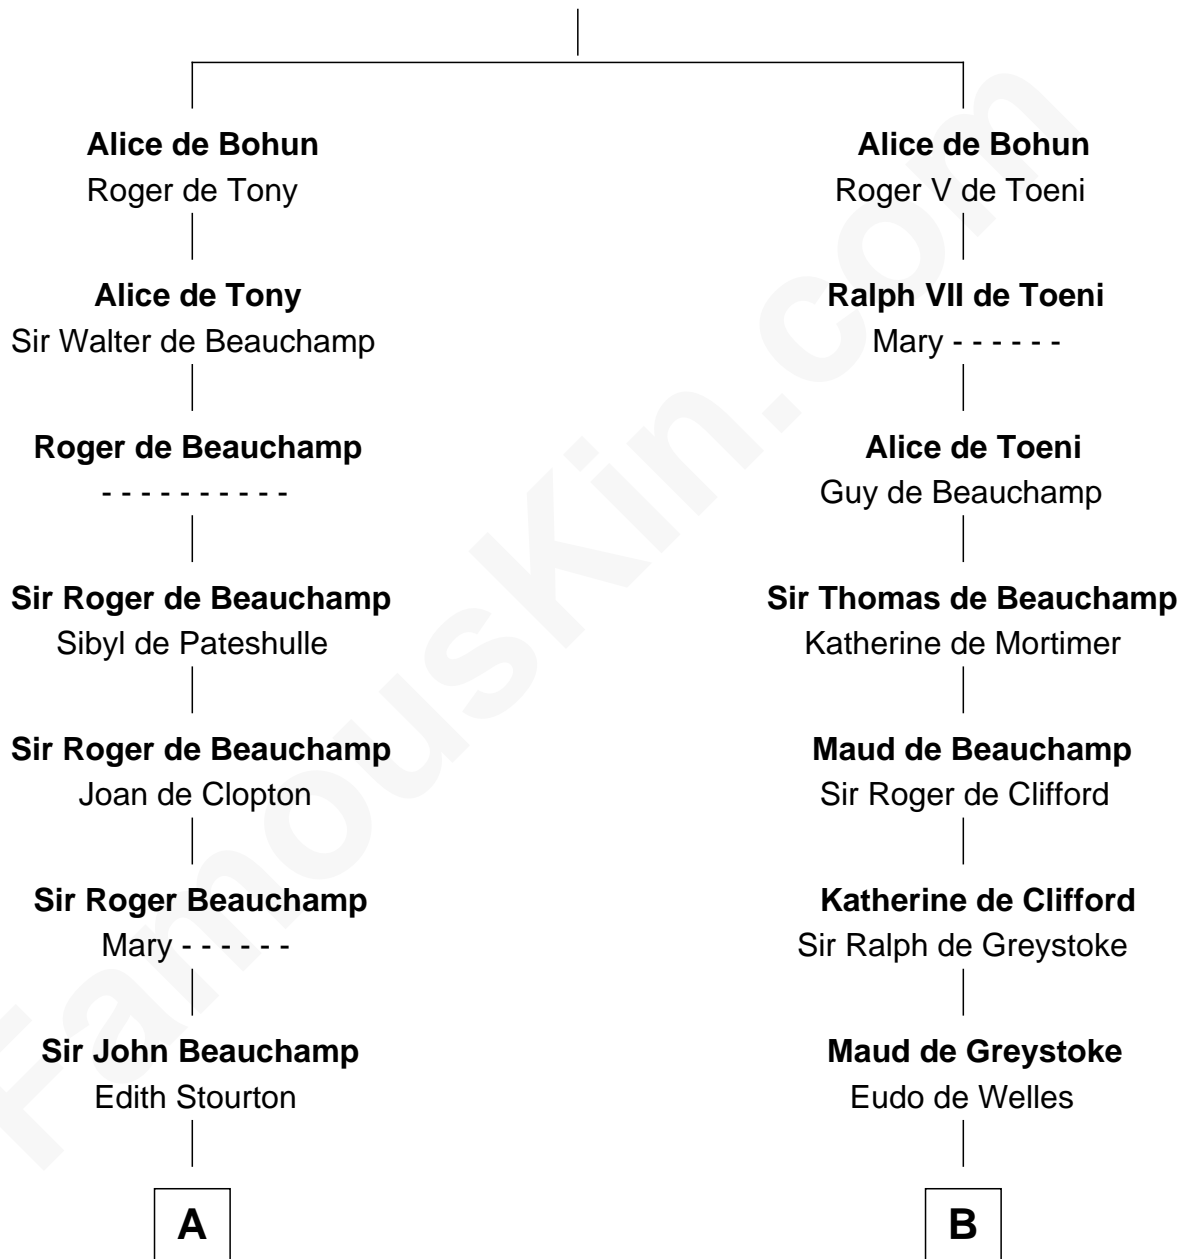 Alice de Bohun
Roger de Tony
Alice de Tony
Sir Walter de Beauchamp
Roger de Beauchamp
- - - - - - - - - -
Sir Roger de Beauchamp
Sibyl de Pateshulle
Sir Roger de Beauchamp
Joan de Clopton
Sir Roger Beauchamp
Mary - - - - - -
Sir John Beauchamp
Edith Stourton
A
Alice de Bohun
Roger V de Toeni
Ralph VII de Toeni
Mary - - - - - -
Alice de Toeni
Guy de Beauchamp
Sir Thomas de Beauchamp
Katherine de Mortimer
Maud de Beauchamp
Sir Roger de Clifford
Katherine de Clifford
Sir Ralph de Greystoke
Maud de Greystoke
Eudo de Welles
B
FamousKin.com